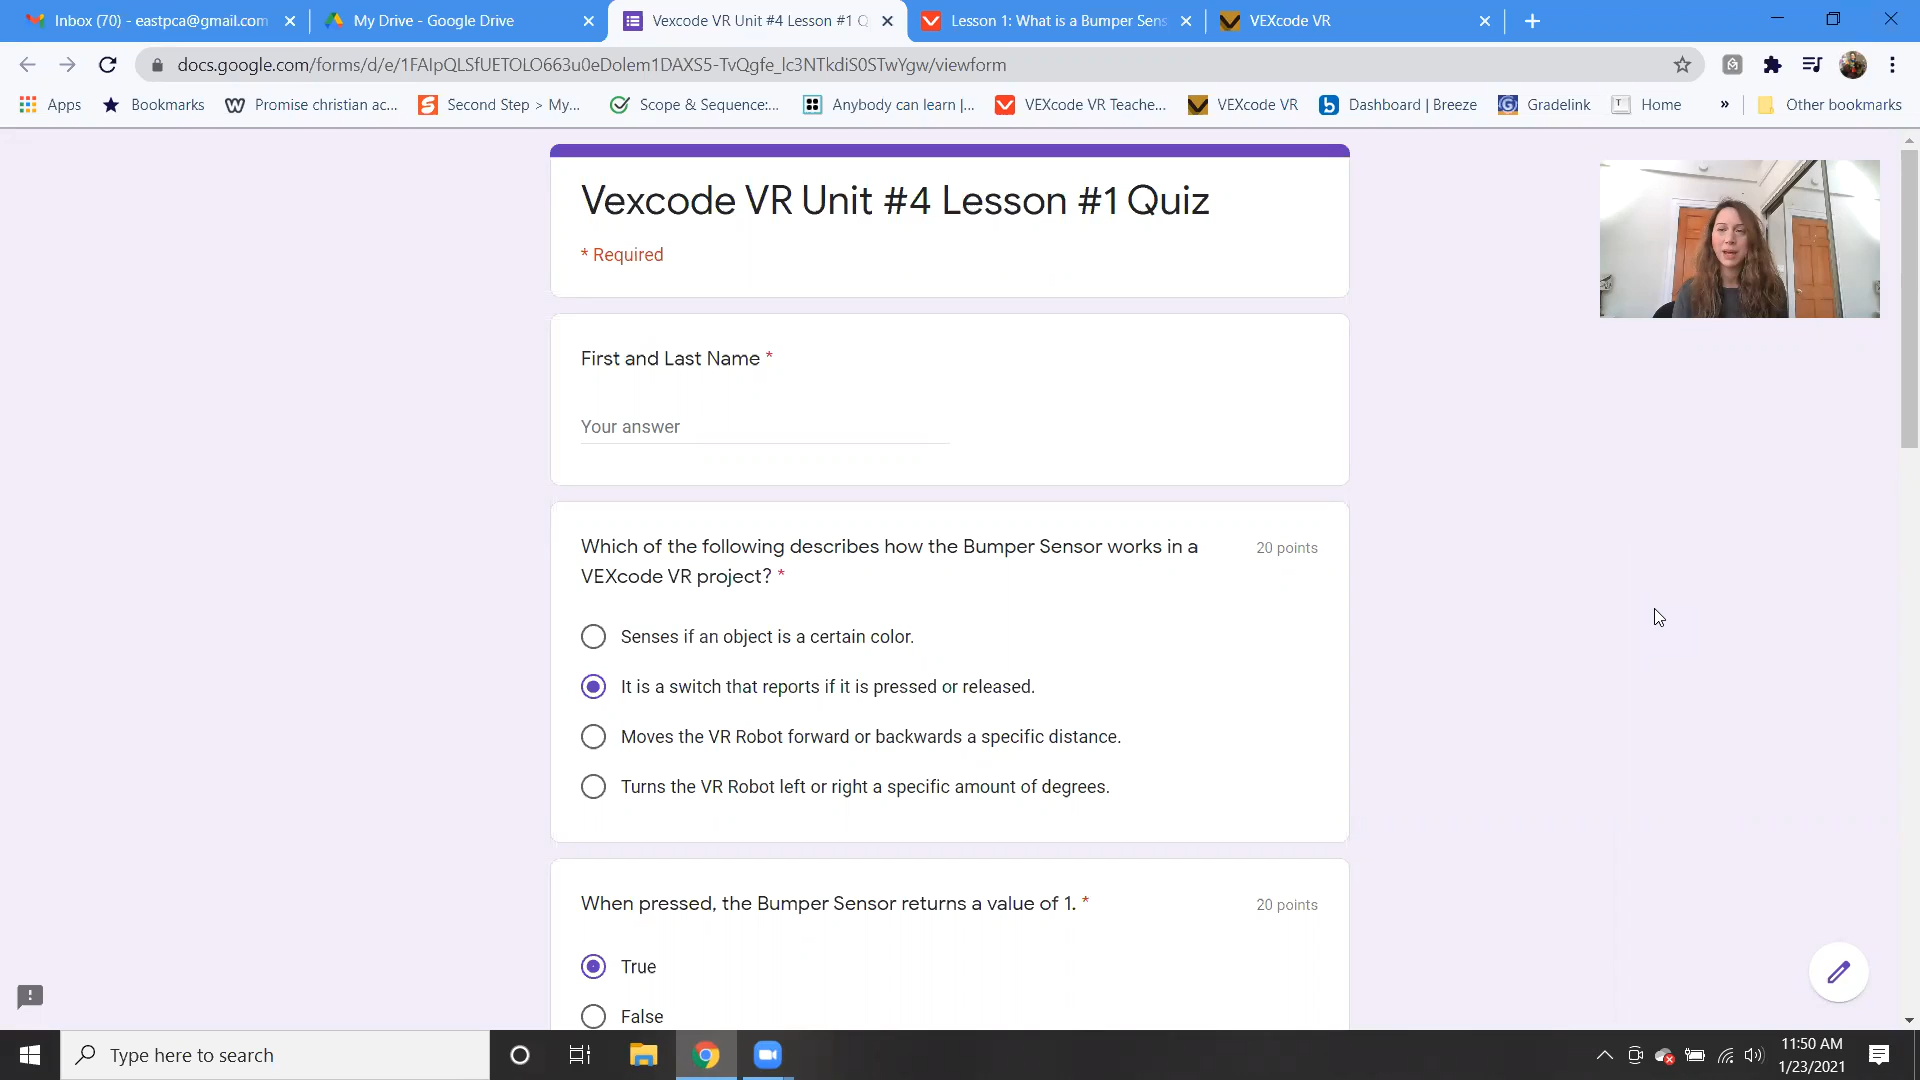 Inbox (70) - eastpca@gmail.com
My Drive - Google Drive
Vexcode VR Unit #4 Lesson #1 Q
Lesson 1: What is a Bumper Sens
VEXcode VR
docs.google.com/forms/d/e/1FAIpQLSfUETOLO663u0eDolem1DAXS5-TvQgfe_lc3NTkdiS0STwYgw/viewform
Apps
Bookmarks
Promise christian ac...
Second Step > My...
Scope & Sequence:...
Anybody can learn |...
VEXcode VR Teache...
VEXcode VR
Dashboard | Breeze
Gradelink
Home
»
Other bookmarks
Vexcode VR Unit #4 Lesson #1 Quiz
* Required
First and Last Name *
Your answer
Which of the following describes how the Bumper Sensor works in a
VEXcode VR project? *
20 points
Senses if an object is a certain color.
It is a switch that reports if it is pressed or released.
Moves the VR Robot forward or backwards a specific distance.
Turns the VR Robot left or right a specific amount of degrees.
When pressed, the Bumper Sensor returns a value of 1. *
20 points
True
False
Type here to search
11:50 AM
1/23/2021